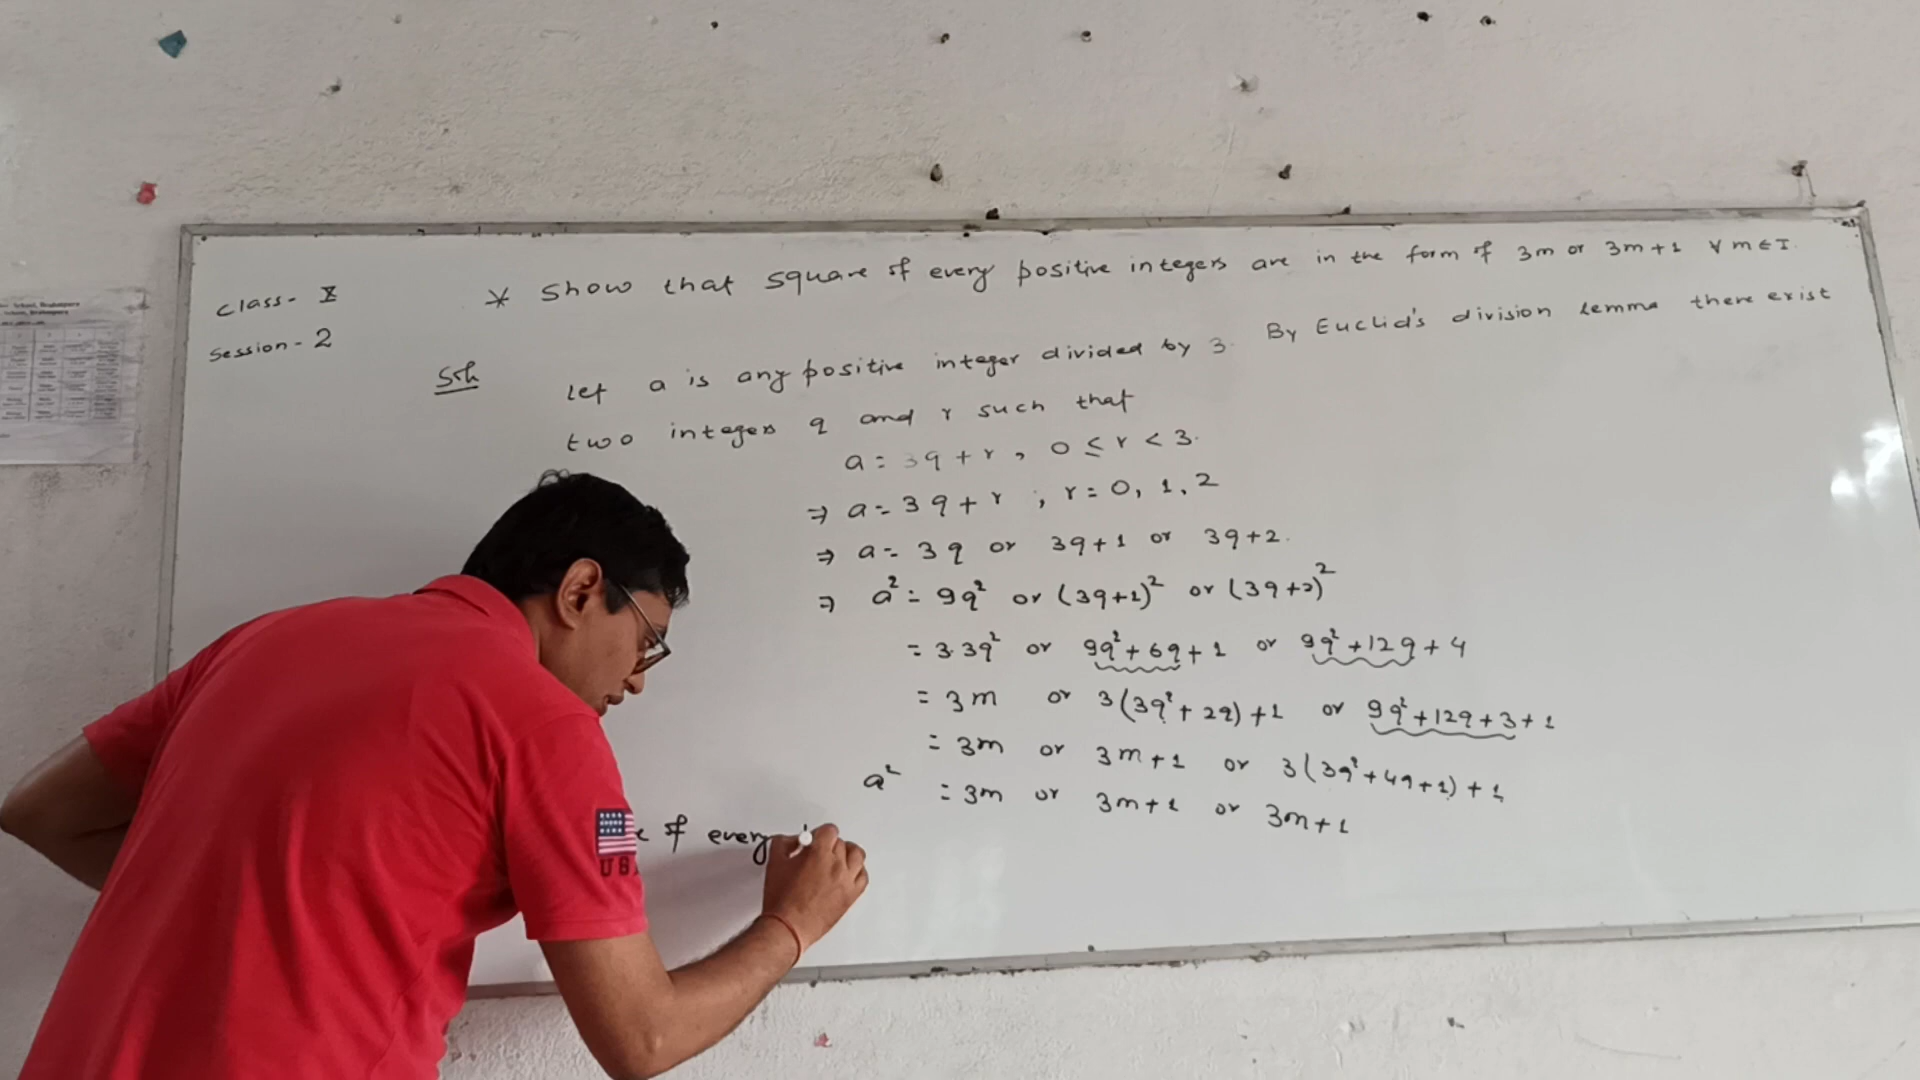 class- X
Session - 2
* Show that square of every positive integers are in the form of 3m or 3m+1 ∀ m∈I.
Soln
Let a is any positive integer divided by 3. By Euclid's division lemma there exist
two integers q and r such that
a = 3q + r, 0 ≤ r < 3.
⇒ a = 3q + r ; r = 0, 1, 2
⇒ a = 3q or 3q+1 or 3q+2.
⇒ a² = 9q² or (3q+1)² or (3q+2)²
= 3.3q² or 9q²+6q+1 or 9q²+12q+4
= 3m or 3(3q²+2q)+1 or 9q²+12q+3+1
= 3m or 3m+1 or 3(3q²+4q+1)+1
a² = 3m or 3m+1 or 3m+1
of every